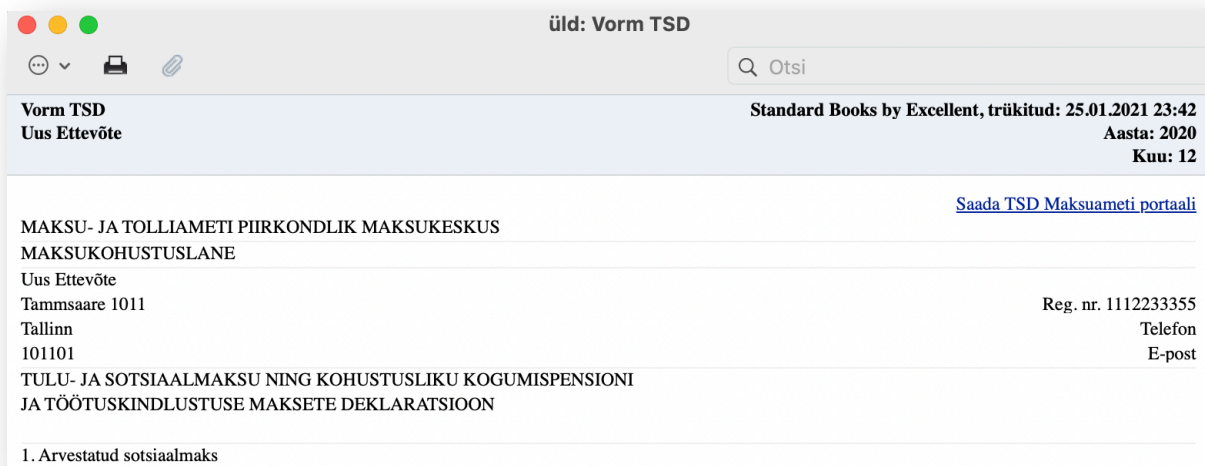 üld: Vorm TSD
Otsi
Vorm TSD
Standard Books by Excellent, trükitud: 25.01.2021 23:42
Uus Ettevõte
Aasta: 2020
Kuu: 12
Saada TSD Maksuameti portaali
MAKSU- JA TOLLIAMETI PIIRKONDLIK MAKSUKESKUS
MAKSUKOHUSTUSLANE
Uus Ettevõte
Tammsaare 1011
Reg. nr. 1112233355
Tallinn
Telefon
101101
E-post
TULU- JA SOTSIAALMAKSU NING KOHUSTUSLIKU KOGUMISPENSIONI
JA TÖÖTUSKINDLUSTUSE MAKSETE DEKLARATSIOON
1. Arvestatud sotsiaalmaks